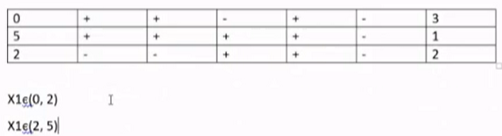 0 + + - + - 3
5 + + + + - 1
2 - - + + - 2
X1є(0, 2)
X1є(2, 5)